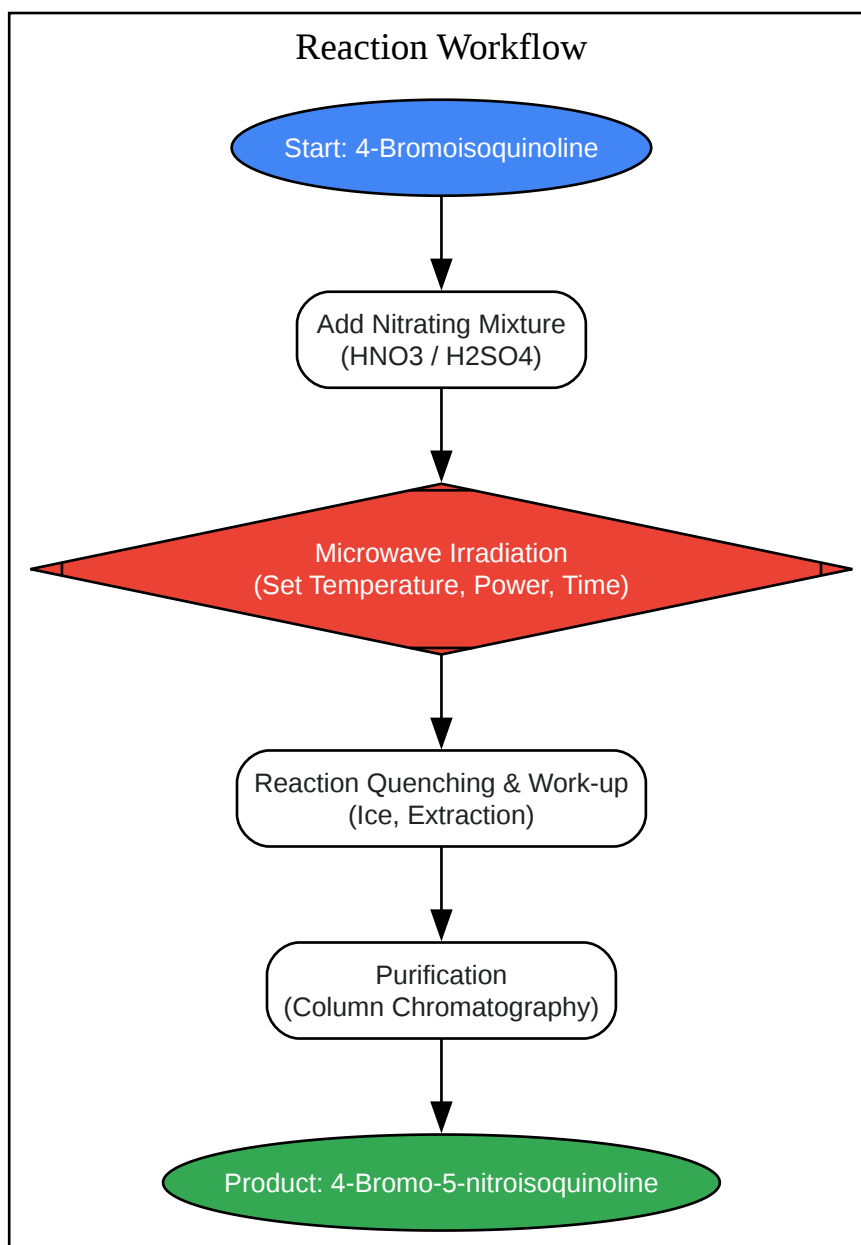 Reaction Workflow
Start: 4-Bromoisoquinoline
Add Nitrating Mixture
(HNO3 / H2SO4)
Microwave Irradiation
(Set Temperature, Power, Time)
Reaction Quenching & Work-up
(Ice, Extraction)
Purification
(Column Chromatography)
Product: 4-Bromo-5-nitroisoquinoline